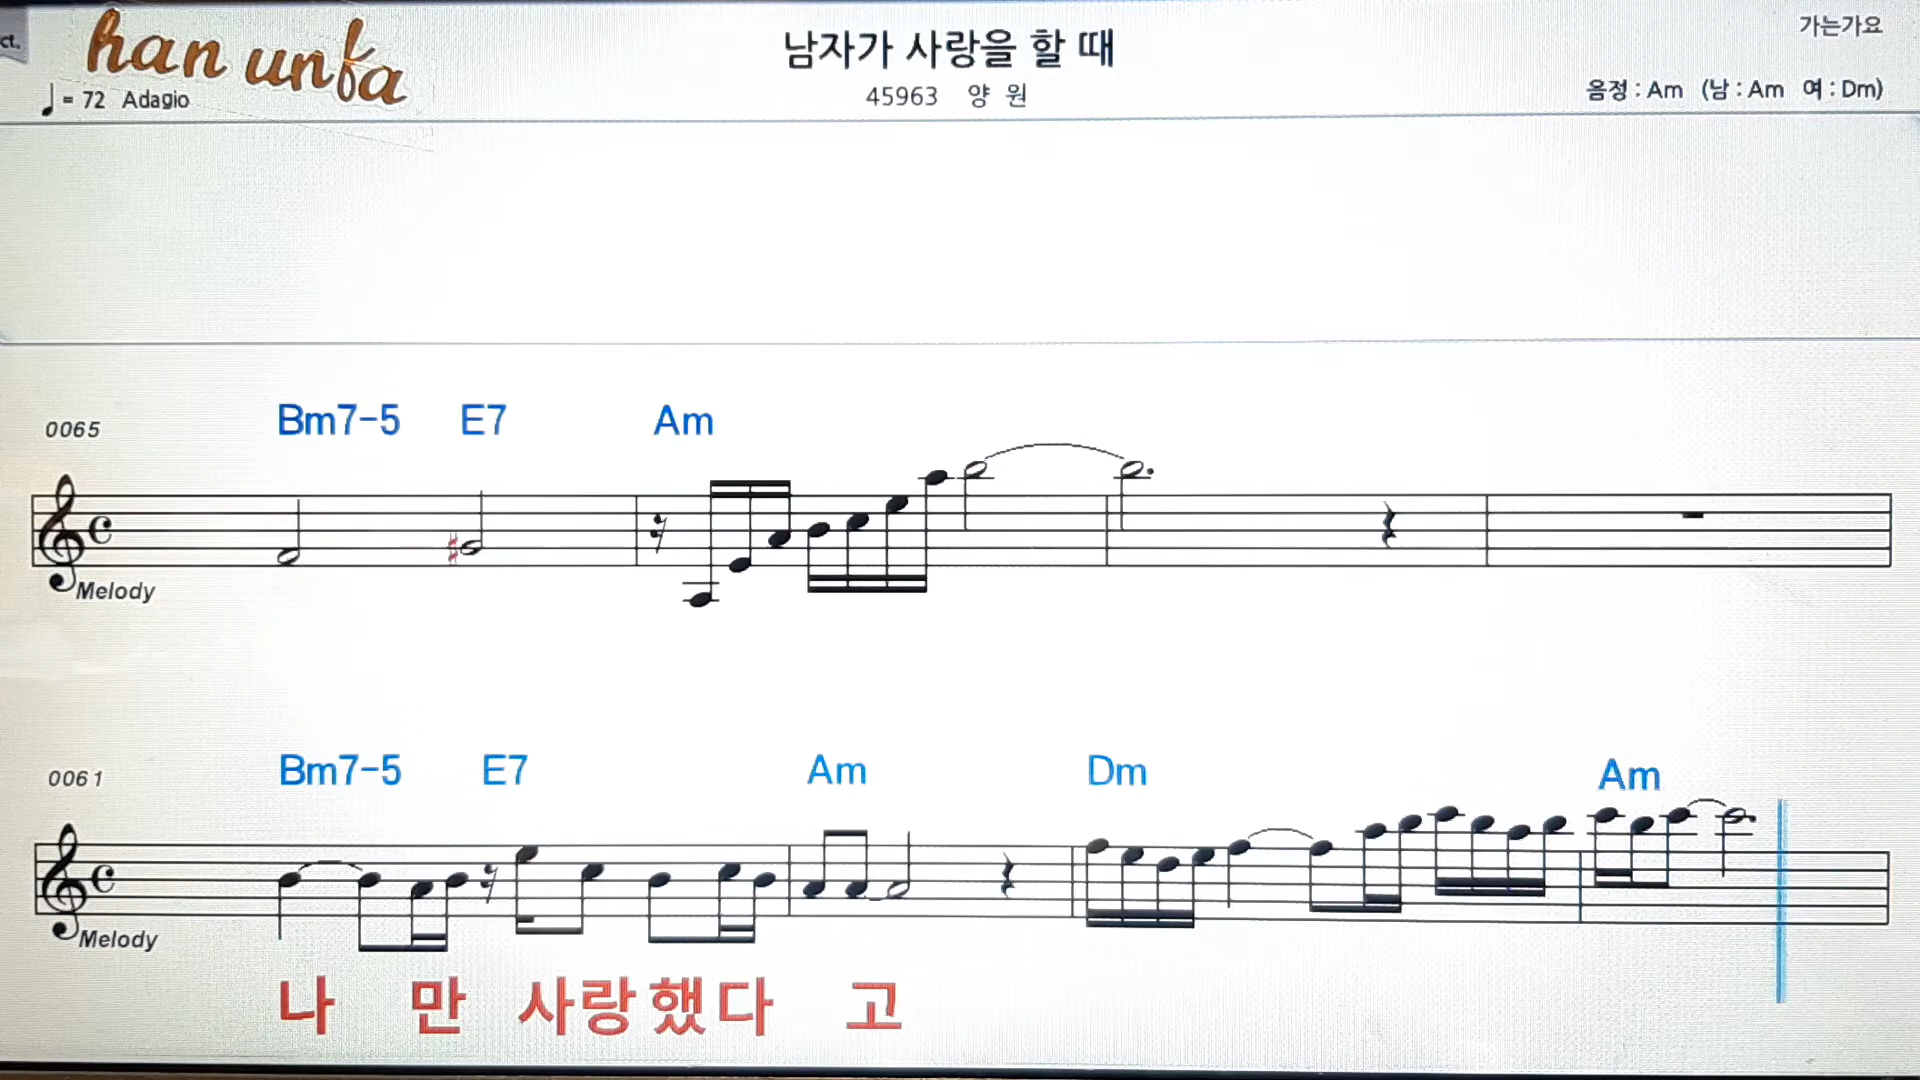 ct.
han unfa
남자가 사랑을 할 때
가는가요
= 72 Adagio
45963 양 원
음정 : Am (남 : Am 여 : Dm)
0065 Bm7-5 E7 Am
Melody
0061 Bm7-5 E7 Am Dm Am
Melody
나 만 사랑했다 고